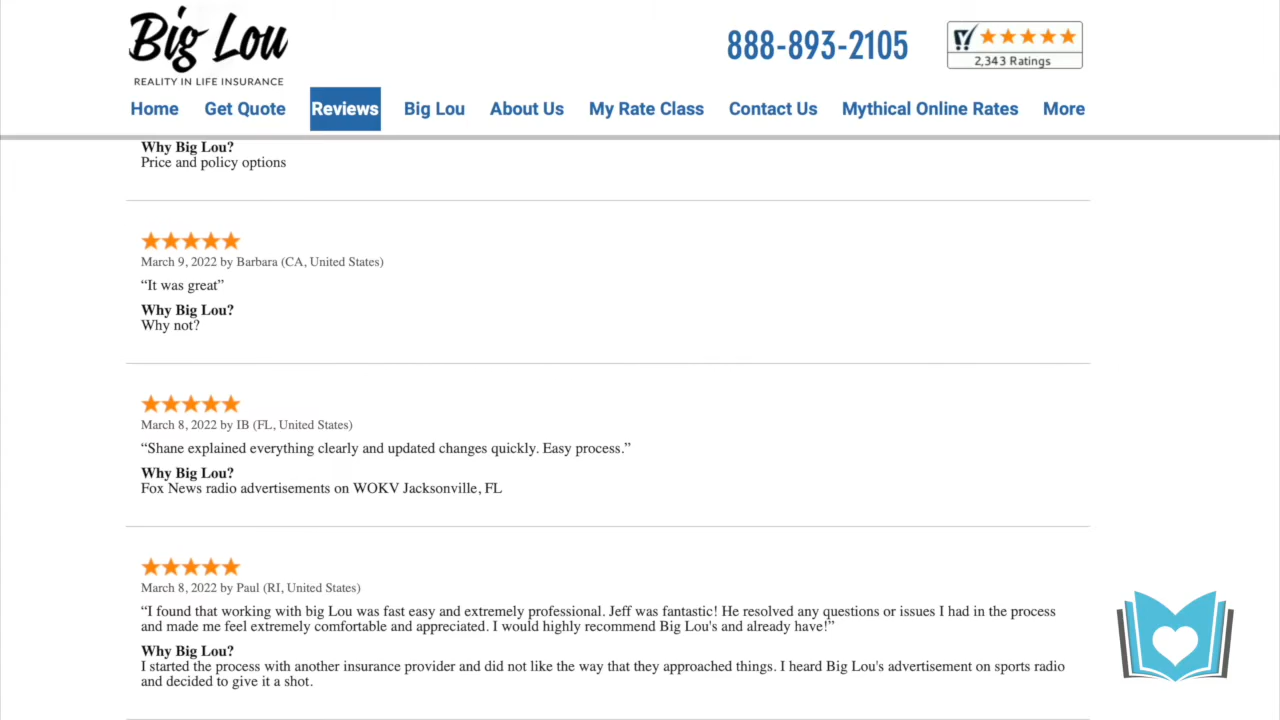 Big Lou
REALITY IN LIFE INSURANCE
888-893-2105
2,343 Ratings
Home Get Quote Reviews Big Lou About Us My Rate Class Contact Us Mythical Online Rates More
Why Big Lou?
Price and policy options
March 9, 2022 by Barbara (CA, United States)
“It was great”
Why Big Lou?
Why not?
March 8, 2022 by IB (FL, United States)
“Shane explained everything clearly and updated changes quickly. Easy process.”
Why Big Lou?
Fox News radio advertisements on WOKV Jacksonville, FL
March 8, 2022 by Paul (RI, United States)
“I found that working with big Lou was fast easy and extremely professional. Jeff was fantastic! He resolved any questions or issues I had in the process
and made me feel extremely comfortable and appreciated. I would highly recommend Big Lou's and already have!”
Why Big Lou?
I started the process with another insurance provider and did not like the way that they approached things. I heard Big Lou's advertisement on sports radio
and decided to give it a shot.